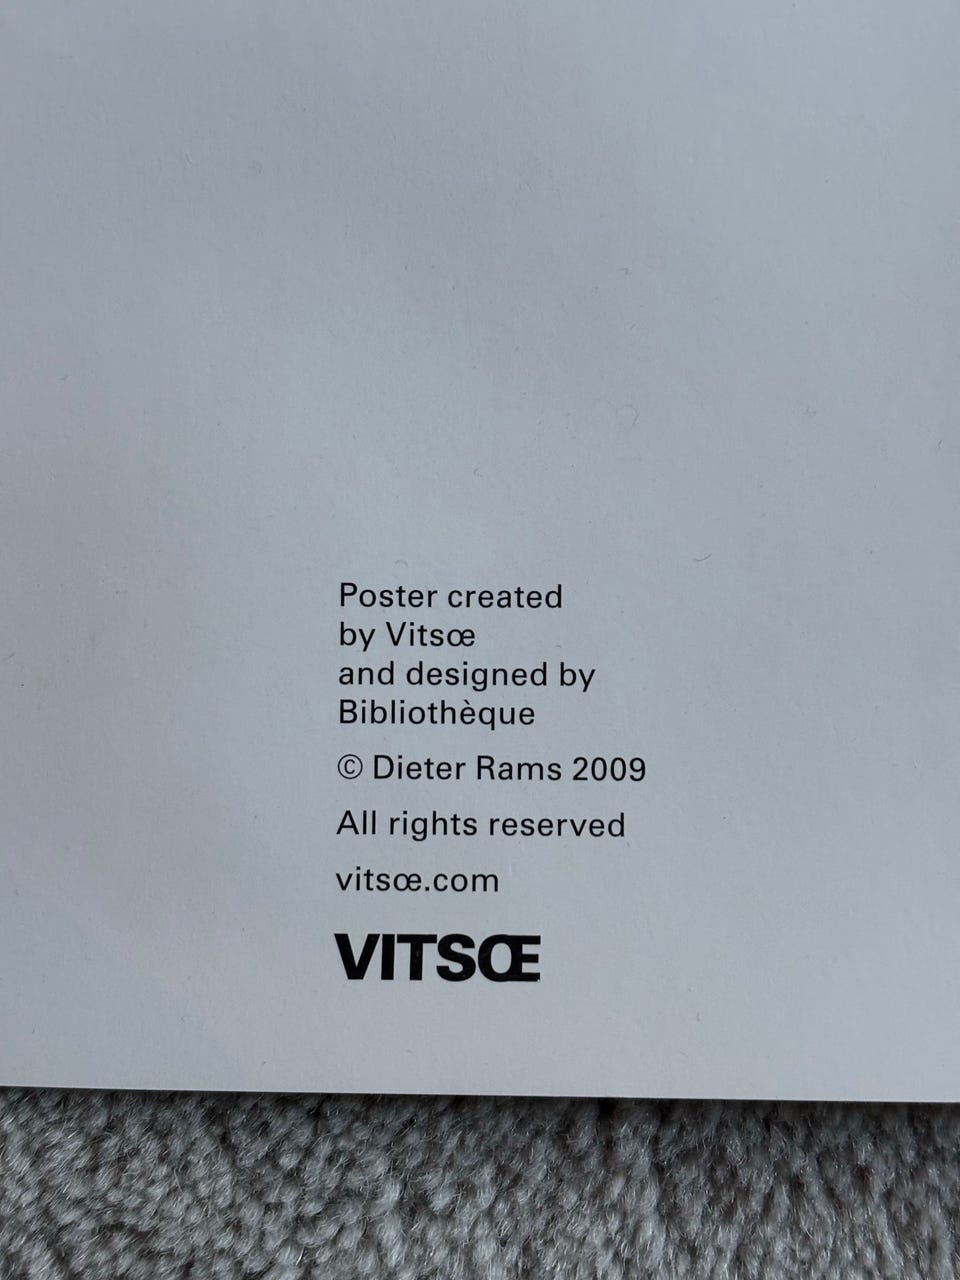 Poster created
by Vitsœ
and designed by
Bibliothèque
© Dieter Rams 2009
All rights reserved
vitsœ.com
VITSŒ